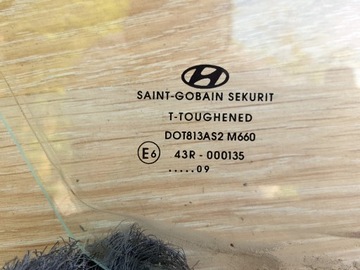 SAINT-GOBAIN SEKURIT
T-TOUGHENED
DOT813AS2 M660
E6 43R - 000135
.....09